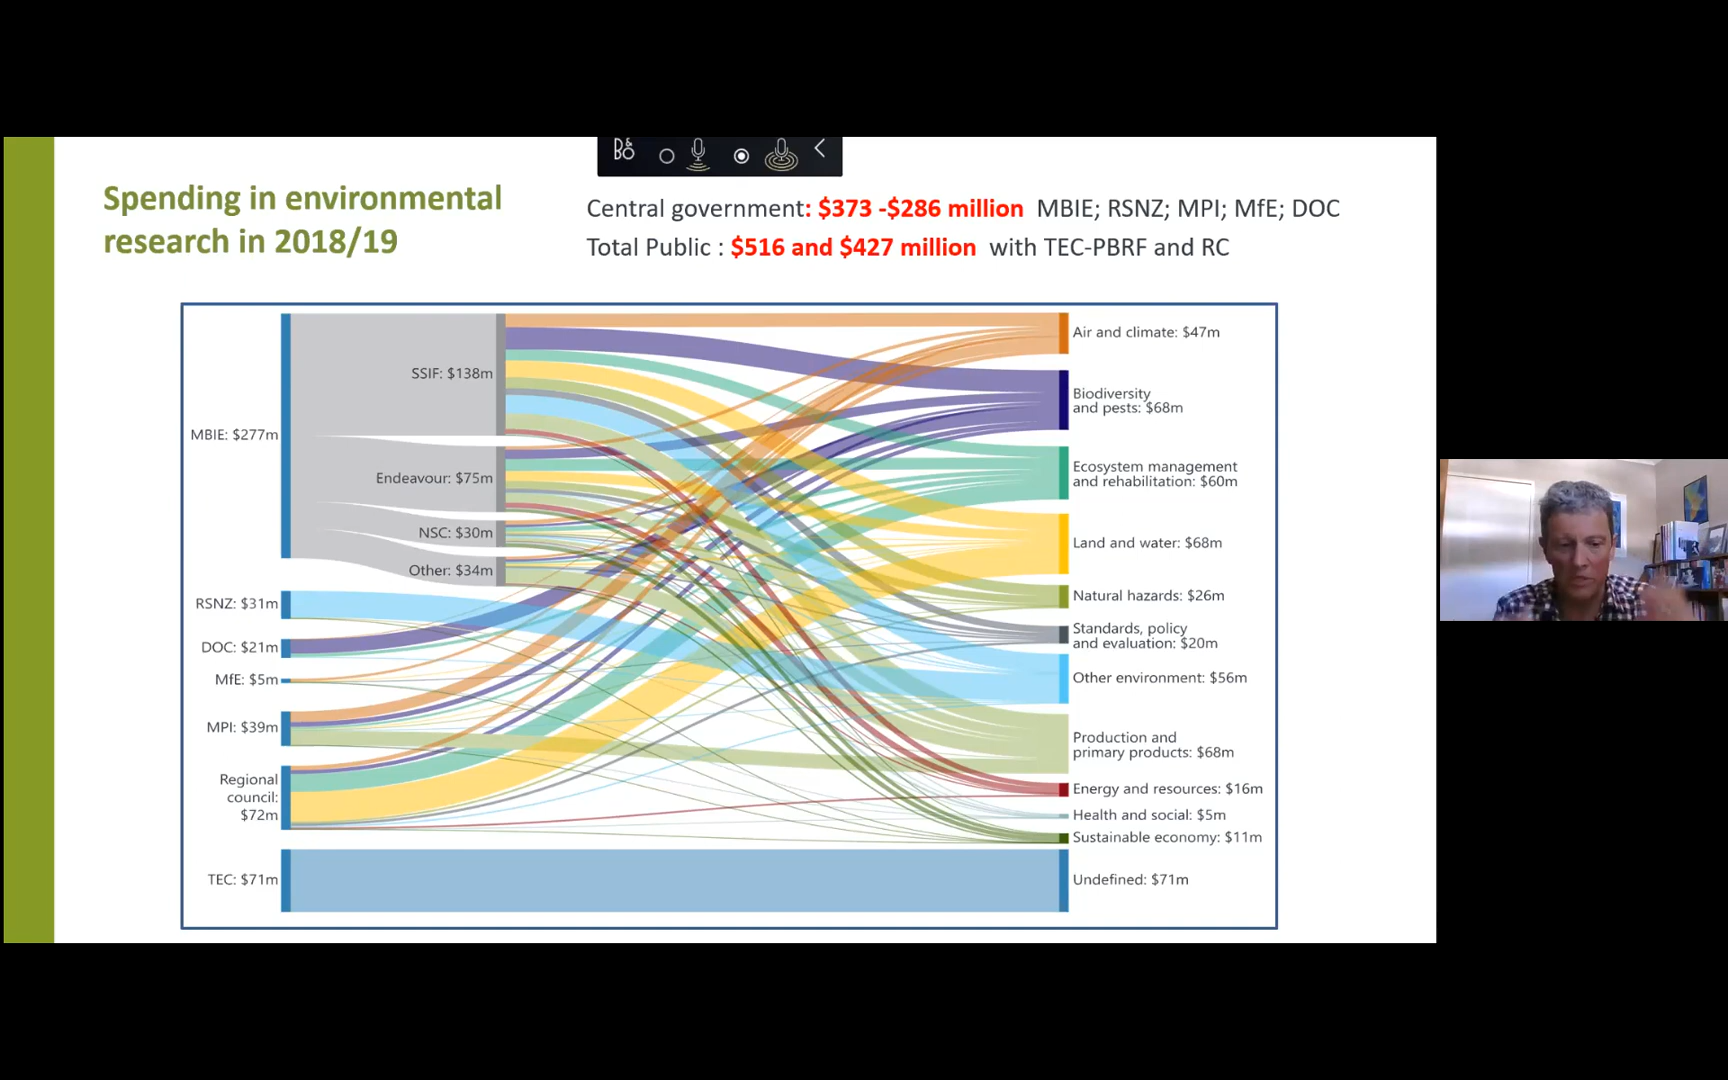 Spending in environmental
research in 2018/19
Central government: $373 -$286 million MBIE; RSNZ; MPI; MfE; DOC
Total Public : $516 and $427 million with TEC-PBRF and RC
MBIE: $277m
RSNZ: $31m
DOC: $21m
MfE: $5m
MPI: $39m
Regional
council:
$72m
TEC: $71m
SSIF: $138m
Endeavour: $75m
NSC: $30m
Other: $34m
Air and climate: $47m
Biodiversity
and pests: $68m
Ecosystem management
and rehabilitation: $60m
Land and water: $68m
Natural hazards: $26m
Standards, policy
and evaluation: $20m
Other environment: $56m
Production and
primary products: $68m
Energy and resources: $16m
Health and social: $5m
Sustainable economy: $11m
Undefined: $71m